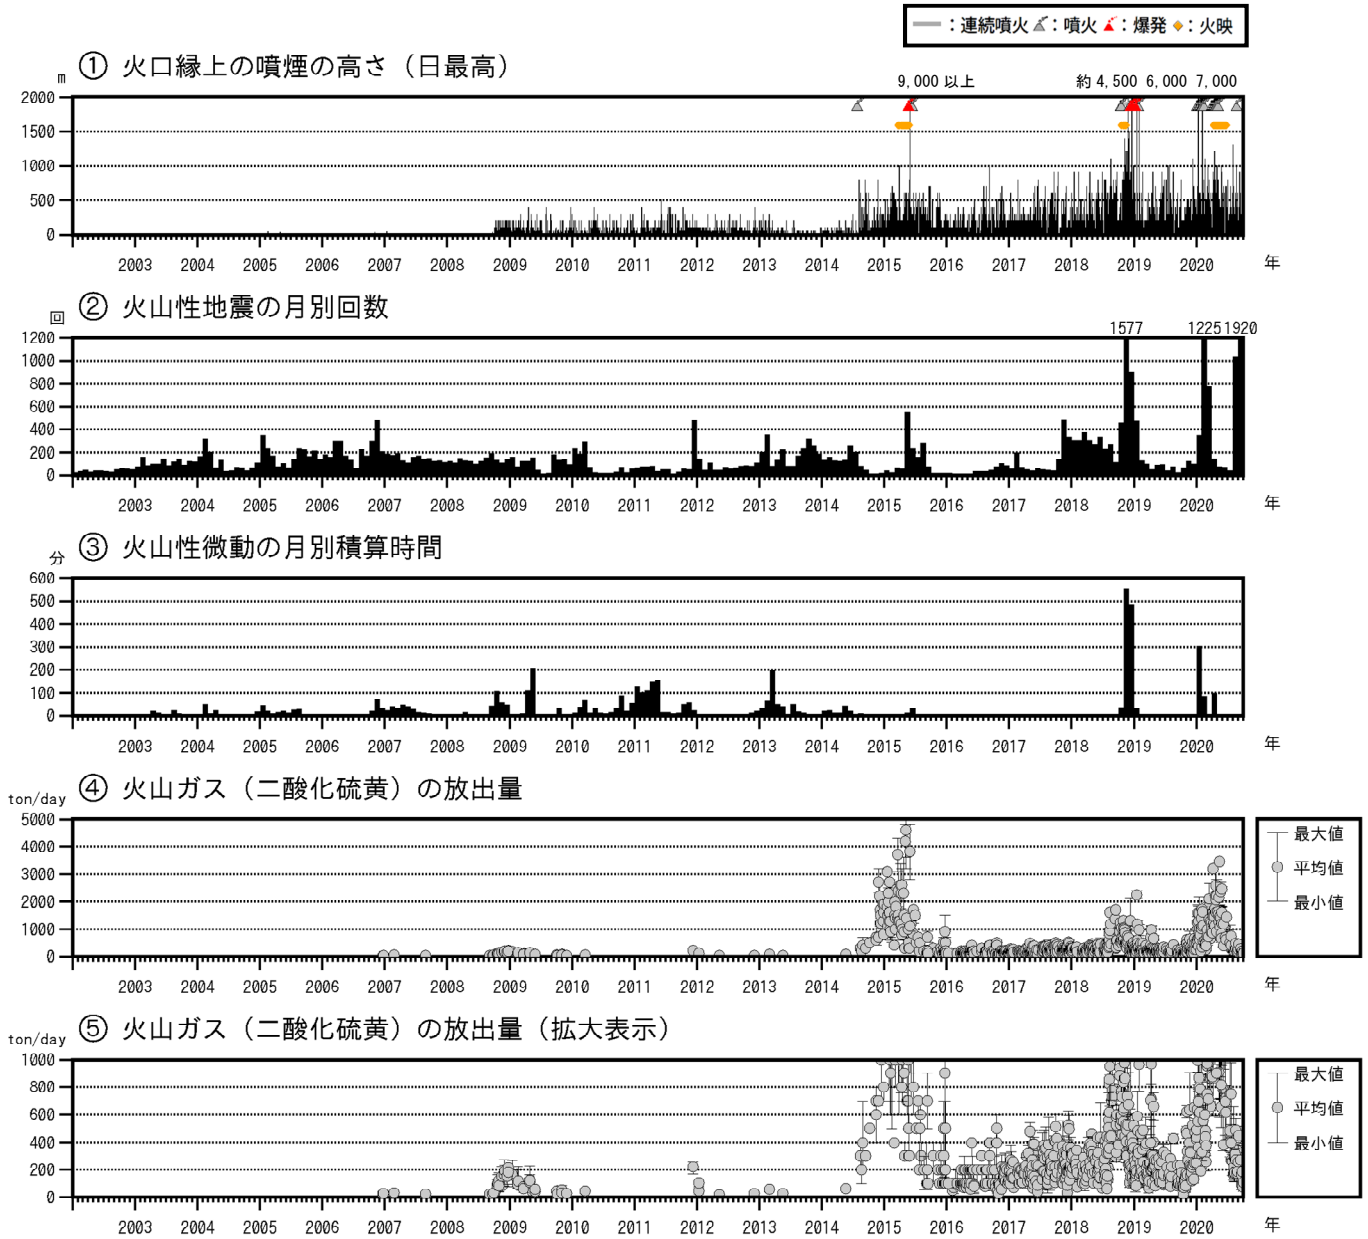 ：連続噴火 ：噴火 ：爆発 ：火映
① 火口縁上の噴煙の高さ（日最高）
m
9,000 以上 約 4,500 6,000 7,000
2000
1500
1000
500
0
2003 2004 2005 2006 2007 2008 2009 2010 2011 2012 2013 2014 2015 2016 2017 2018 2019 2020 年
② 火山性地震の月別回数
回
1577 1225 1920
1200
1000
800
600
400
200
0
2003 2004 2005 2006 2007 2008 2009 2010 2011 2012 2013 2014 2015 2016 2017 2018 2019 2020 年
③ 火山性微動の月別積算時間
分
600
500
400
300
200
100
0
2003 2004 2005 2006 2007 2008 2009 2010 2011 2012 2013 2014 2015 2016 2017 2018 2019 2020 年
④ 火山ガス（二酸化硫黄）の放出量
ton/day
5000
4000
3000
2000
1000
0
最大値
平均値
最小値
2003 2004 2005 2006 2007 2008 2009 2010 2011 2012 2013 2014 2015 2016 2017 2018 2019 2020 年
⑤ 火山ガス（二酸化硫黄）の放出量（拡大表示）
ton/day
1000
800
600
400
200
0
最大値
平均値
最小値
2003 2004 2005 2006 2007 2008 2009 2010 2011 2012 2013 2014 2015 2016 2017 2018 2019 2020 年